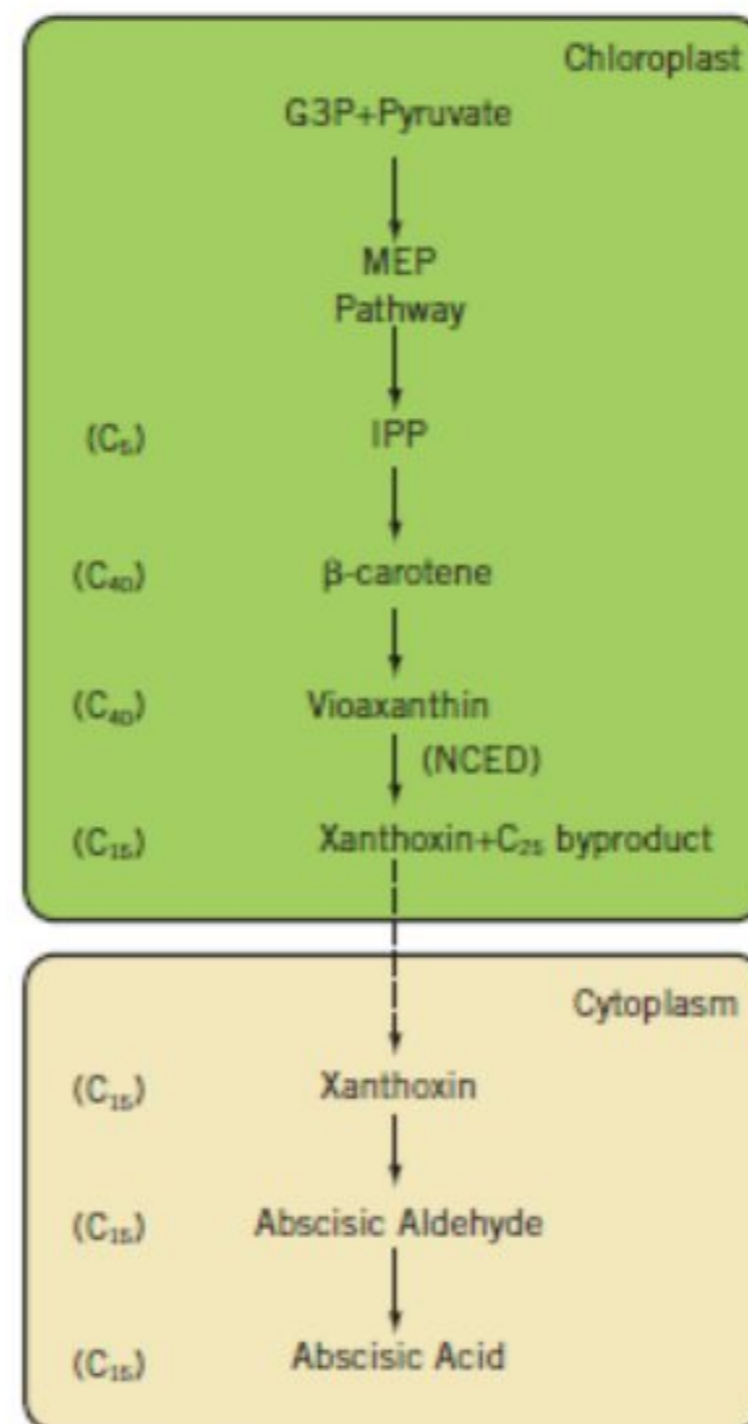 Chloroplast
G3P+Pyruvate
MEP
Pathway
(C₅) IPP
(C₄₀) β-carotene
(C₄₀) Vioaxanthin
(NCED)
(C₁₅) Xanthoxin+C₂₅ byproduct
Cytoplasm
(C₁₅) Xanthoxin
(C₁₅) Abscisic Aldehyde
(C₁₅) Abscisic Acid